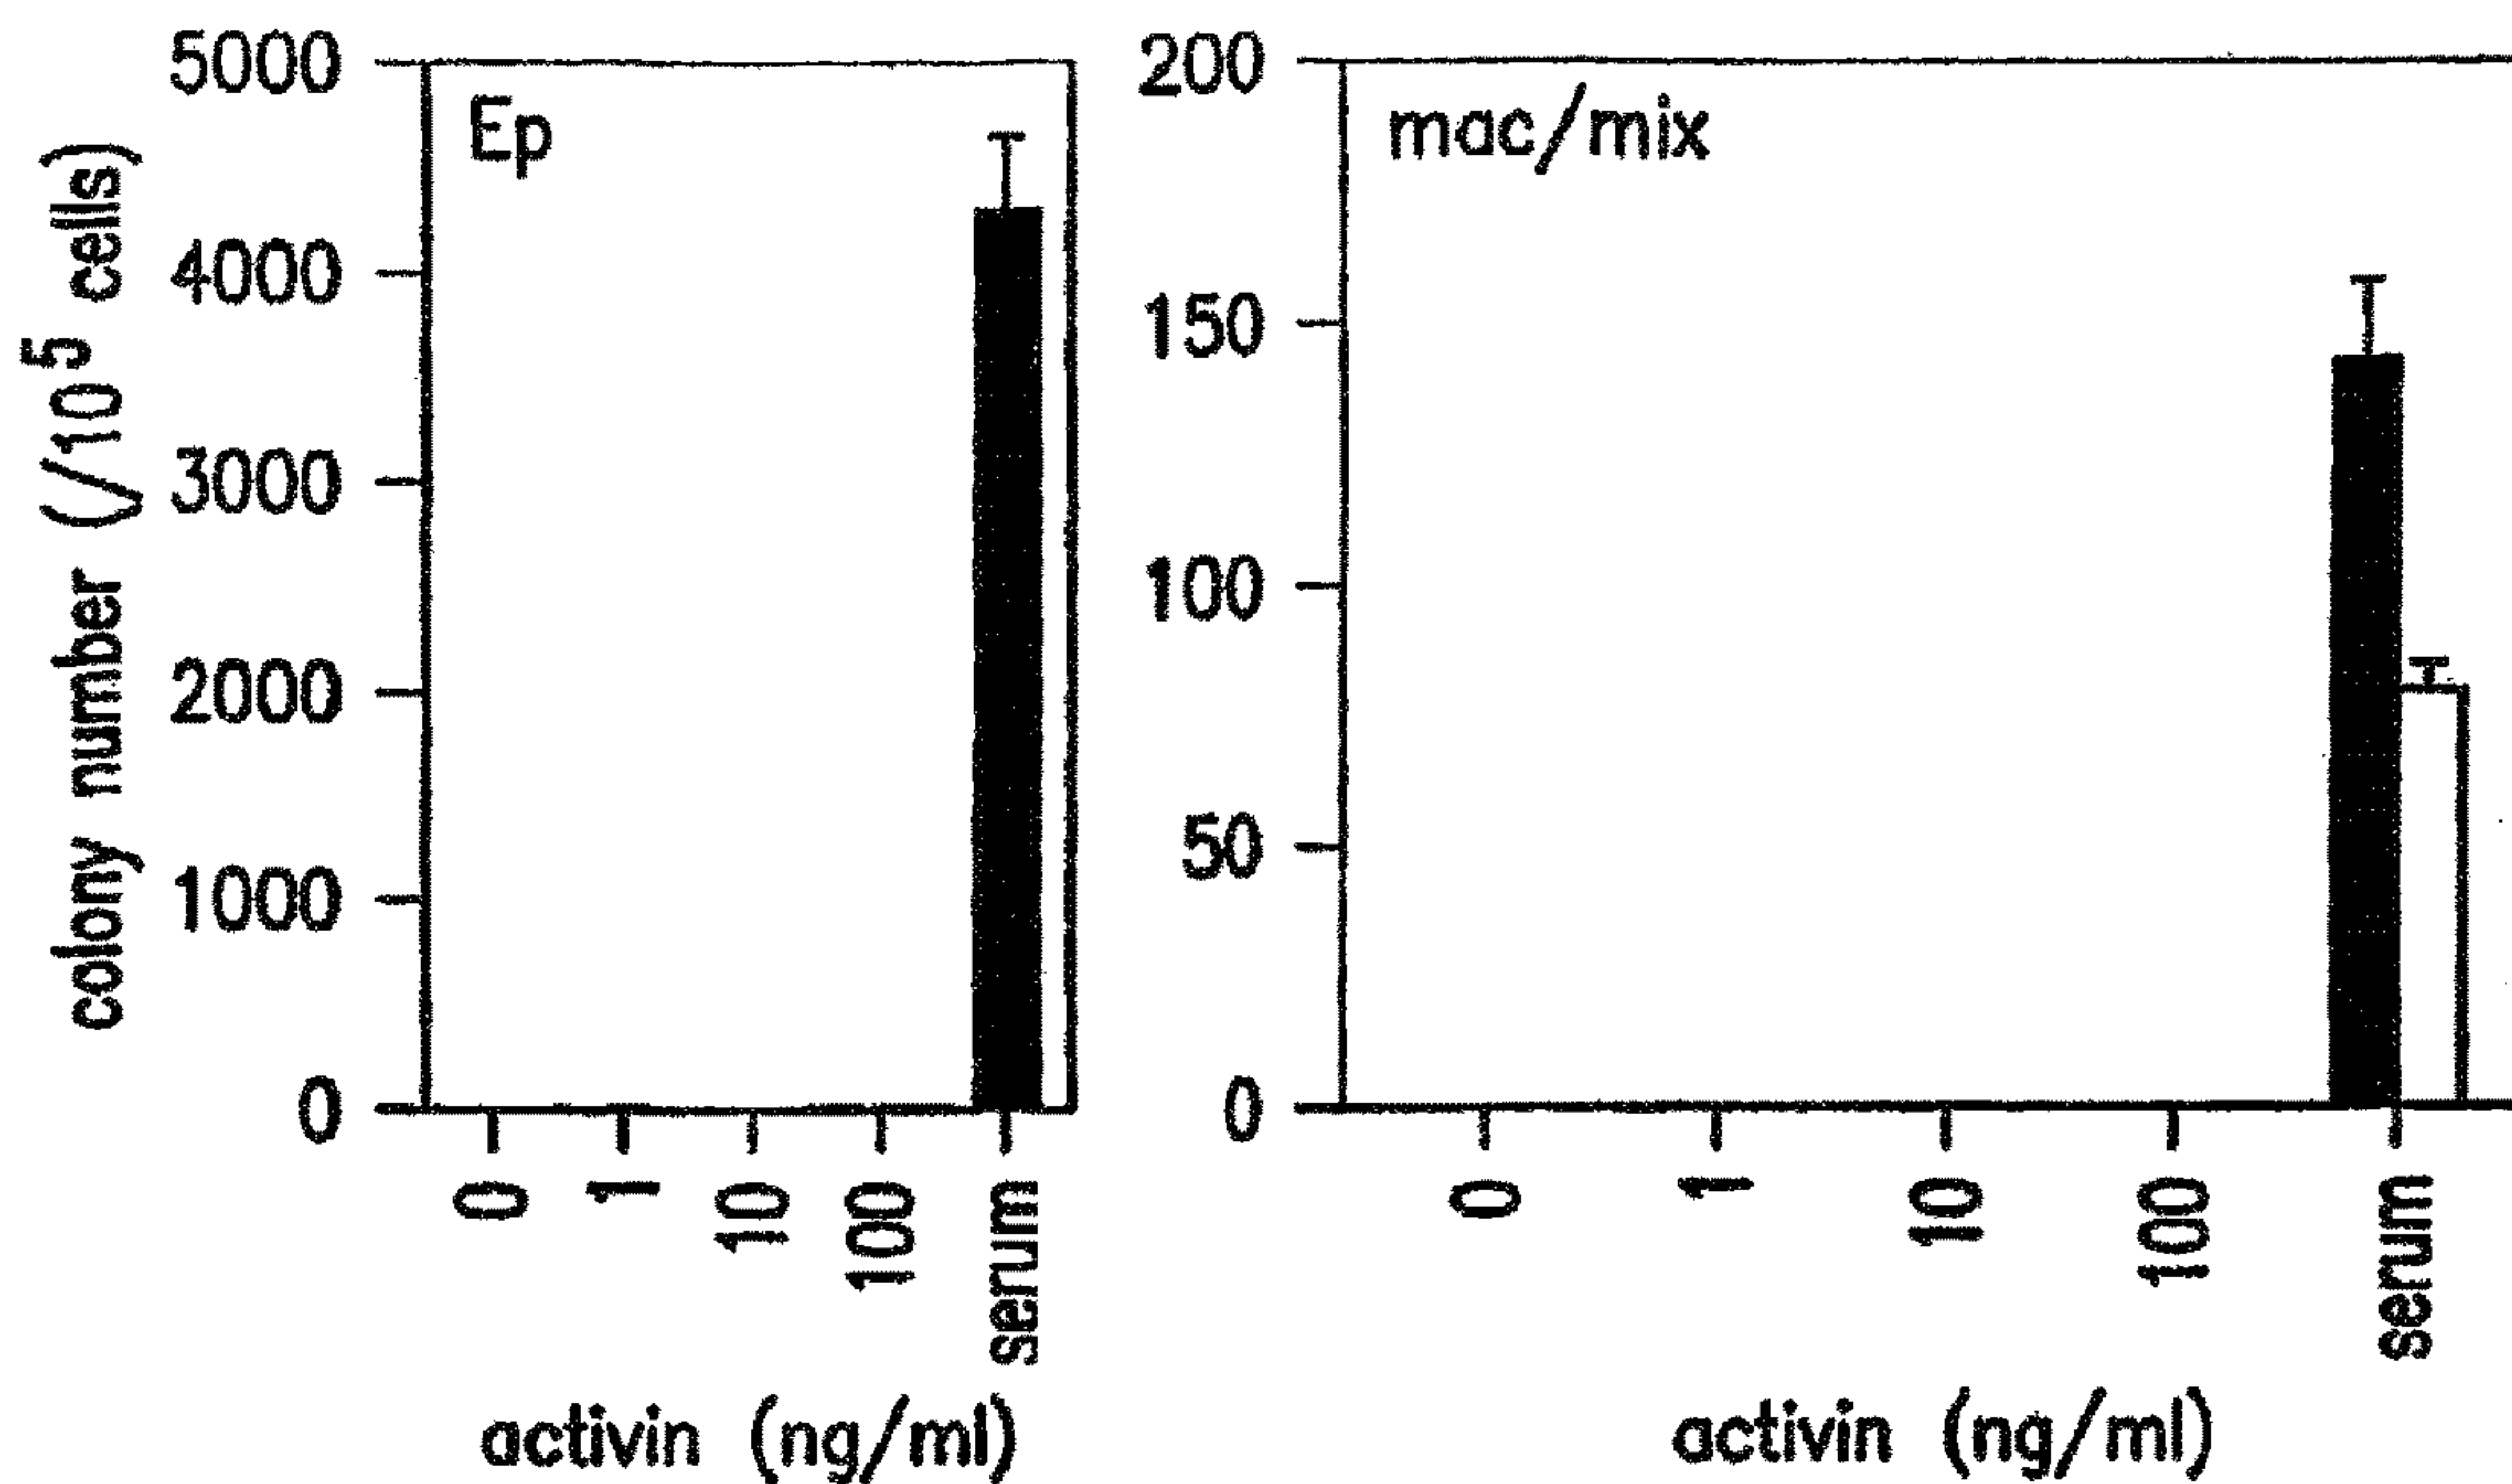 colony number (/10^5 cells)
5000
4000
3000
2000
1000
0
Ep
0
1
10
100
serum
activin (ng/ml)
200
150
100
50
0
mac/mix
0
1
10
100
serum
activin (ng/ml)